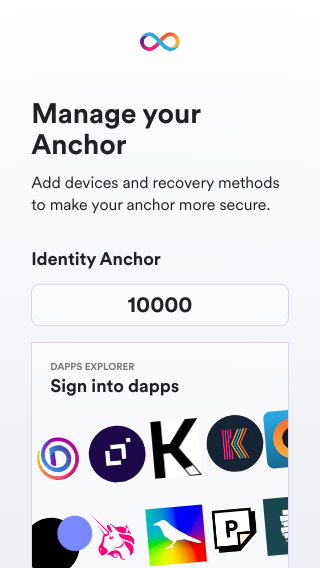 Manage your
Anchor
Add devices and recovery methods
to make your anchor more secure.
Identity Anchor
10000
DAPPS EXPLORER
Sign into dapps
D
K
K
P